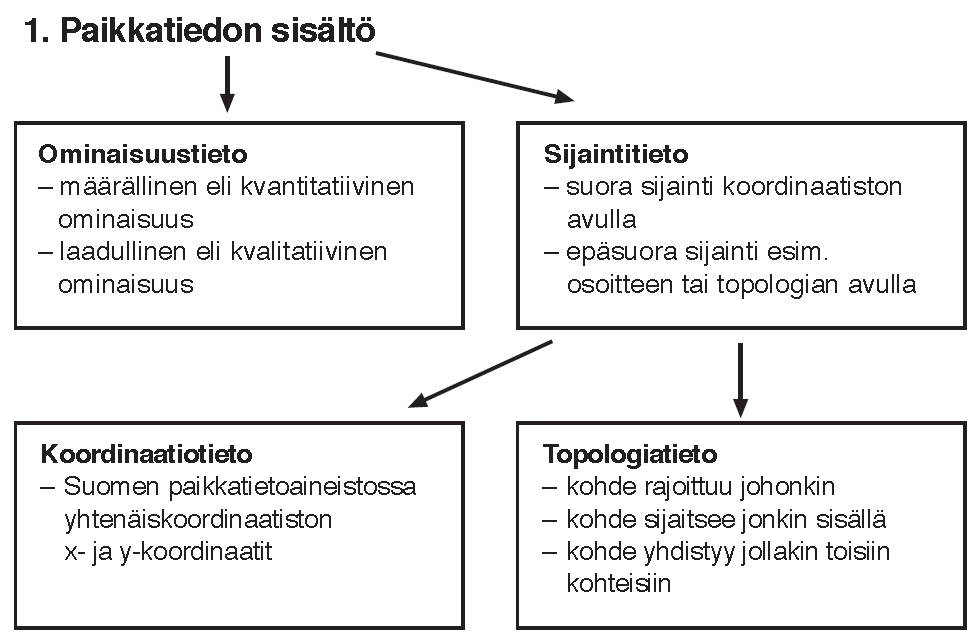 1. Paikkatiedon sisältö
Ominaisuustieto
– määrällinen eli kvantitatiivinen
ominaisuus
– laadullinen eli kvalitatiivinen
ominaisuus
Sijaintitieto
– suora sijainti koordinaatiston
avulla
– epäsuora sijainti esim.
osoitteen tai topologian avulla
Koordinaatiotieto
– Suomen paikkatietoaineistossa
yhtenäiskoordinaatiston
x- ja y-koordinaatit
Topologiatieto
– kohde rajoittuu johonkin
– kohde sijaitsee jonkin sisällä
– kohde yhdistyy jollakin toisiin
kohteisiin